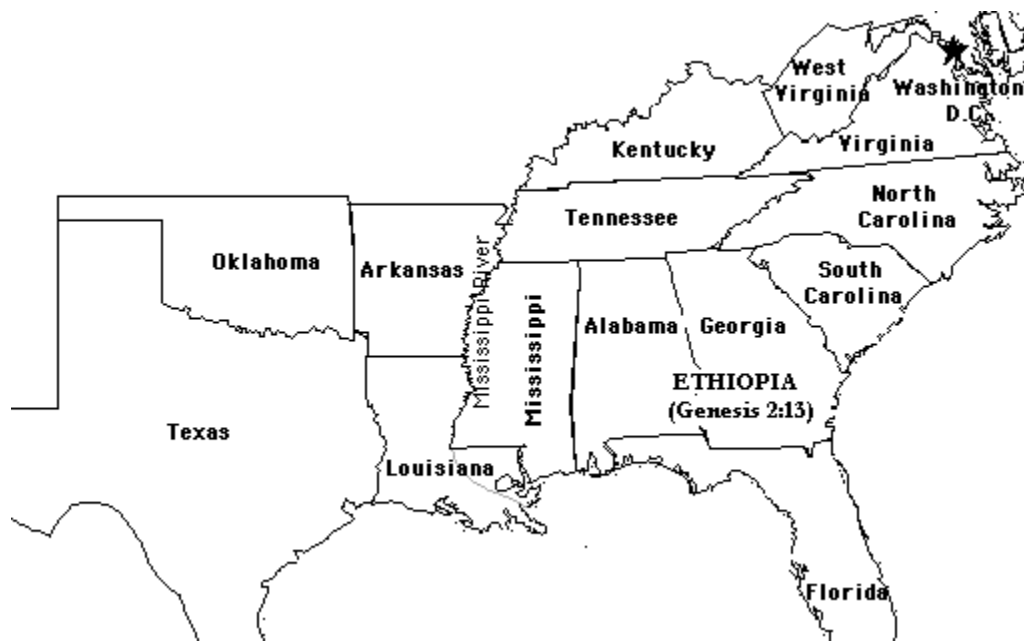 West
Virginia
Washington
D.C.
Kentucky
Virginia
North
Carolina
Tennessee
Oklahoma
Arkansas
South
Carolina
Mississippi River
Mississippi
Alabama
Georgia
ETHIOPIA
(Genesis 2:13)
Texas
Louisiana
Florida